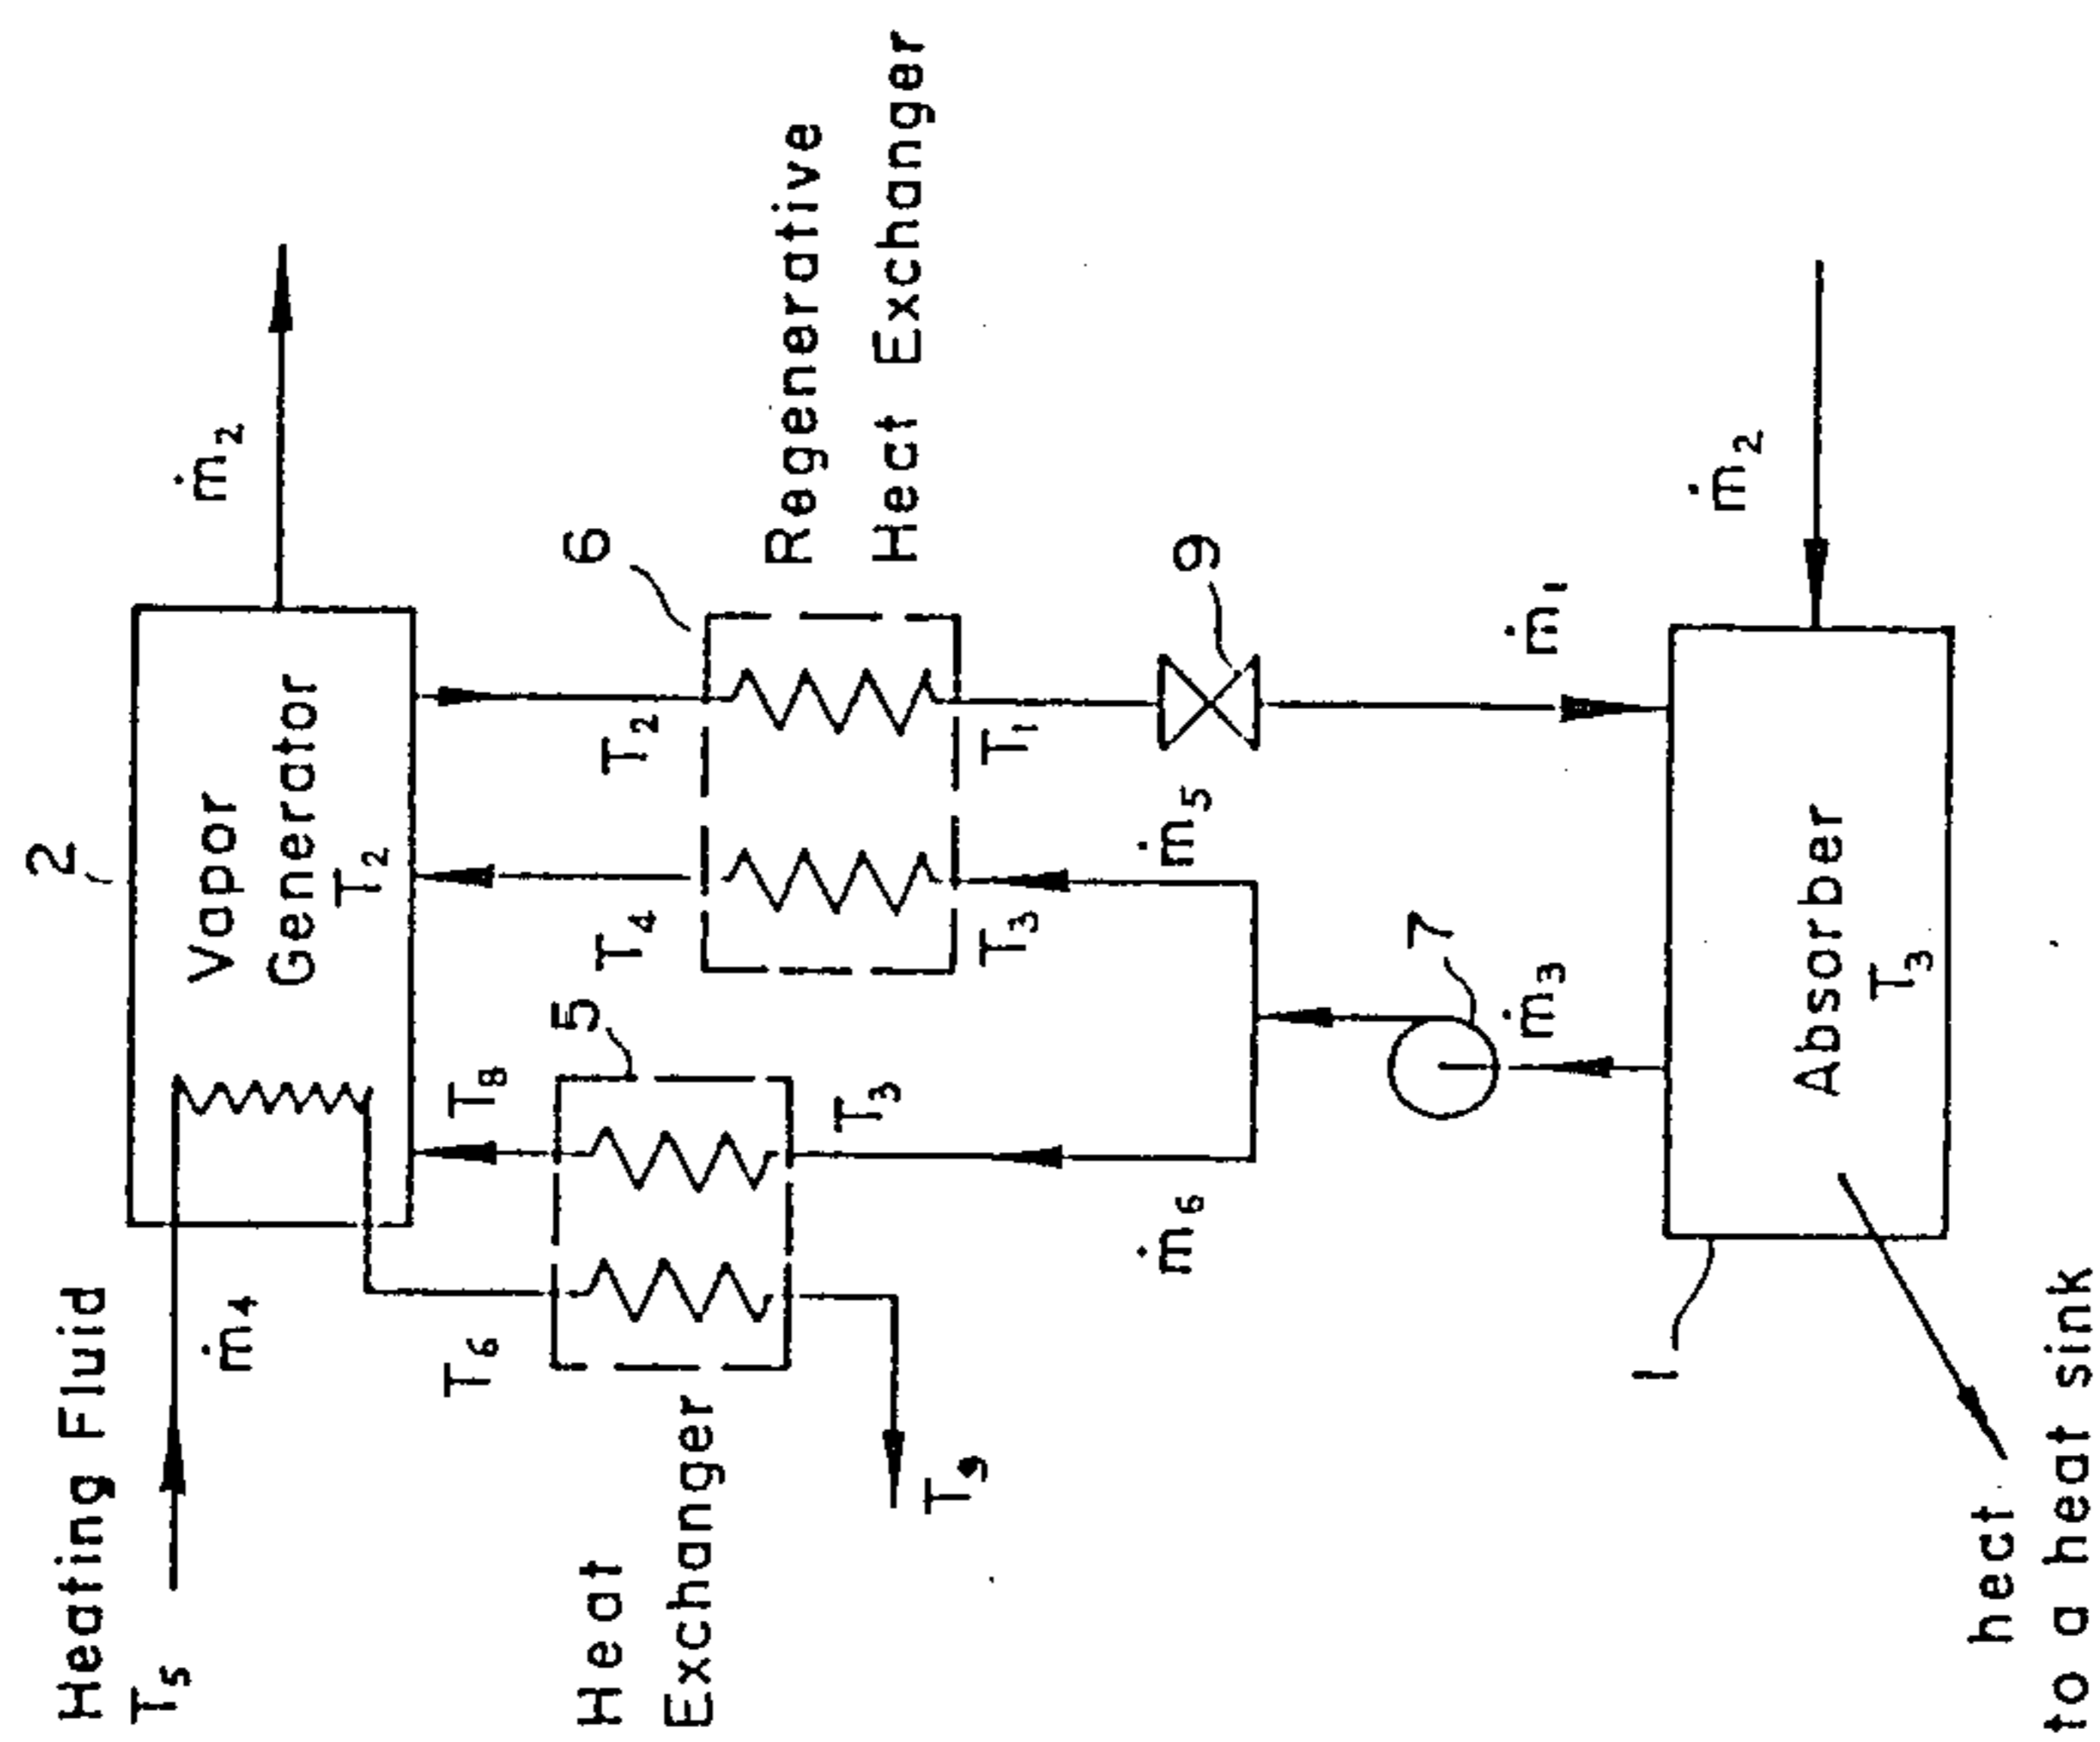 2
Heating Fluid
T₅
ṁ₄
ṁ₂
Vapor
Generator
T₂
T₆
T₈
5
6
T₄
T₂
Heat
Exchanger
Regenerative
Hect Exchanger
T₃
T₉
T₃
T₁
ṁ₆
ṁ₅
9
7
ṁ₃
ṁ₁
1
ṁ₂
Absorber
T₃
hect
to a heat sink